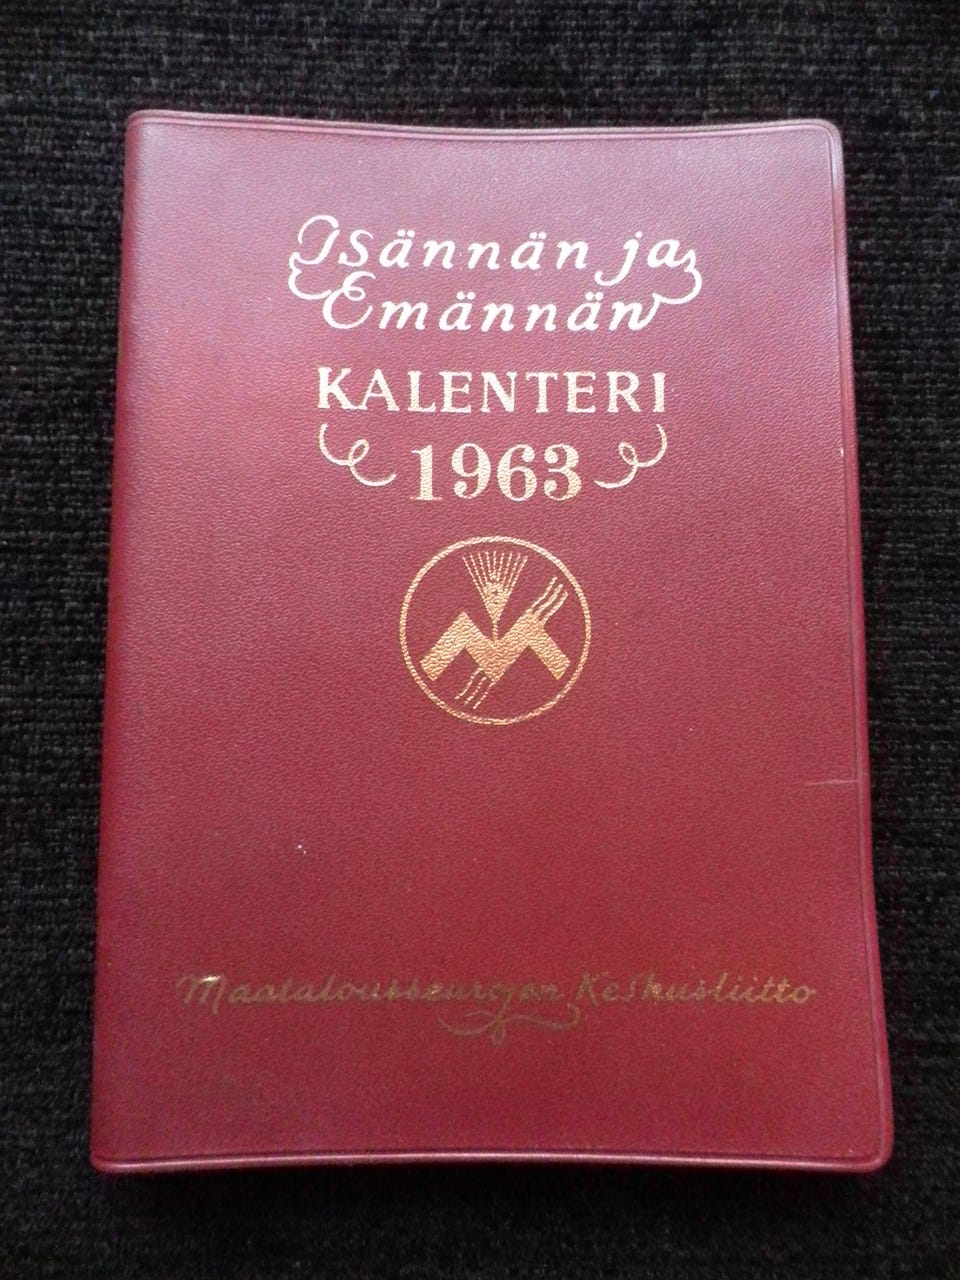 Isännän ja
Emännän
KALENTERI
1963
Maatalousseurojen Keskusliitto